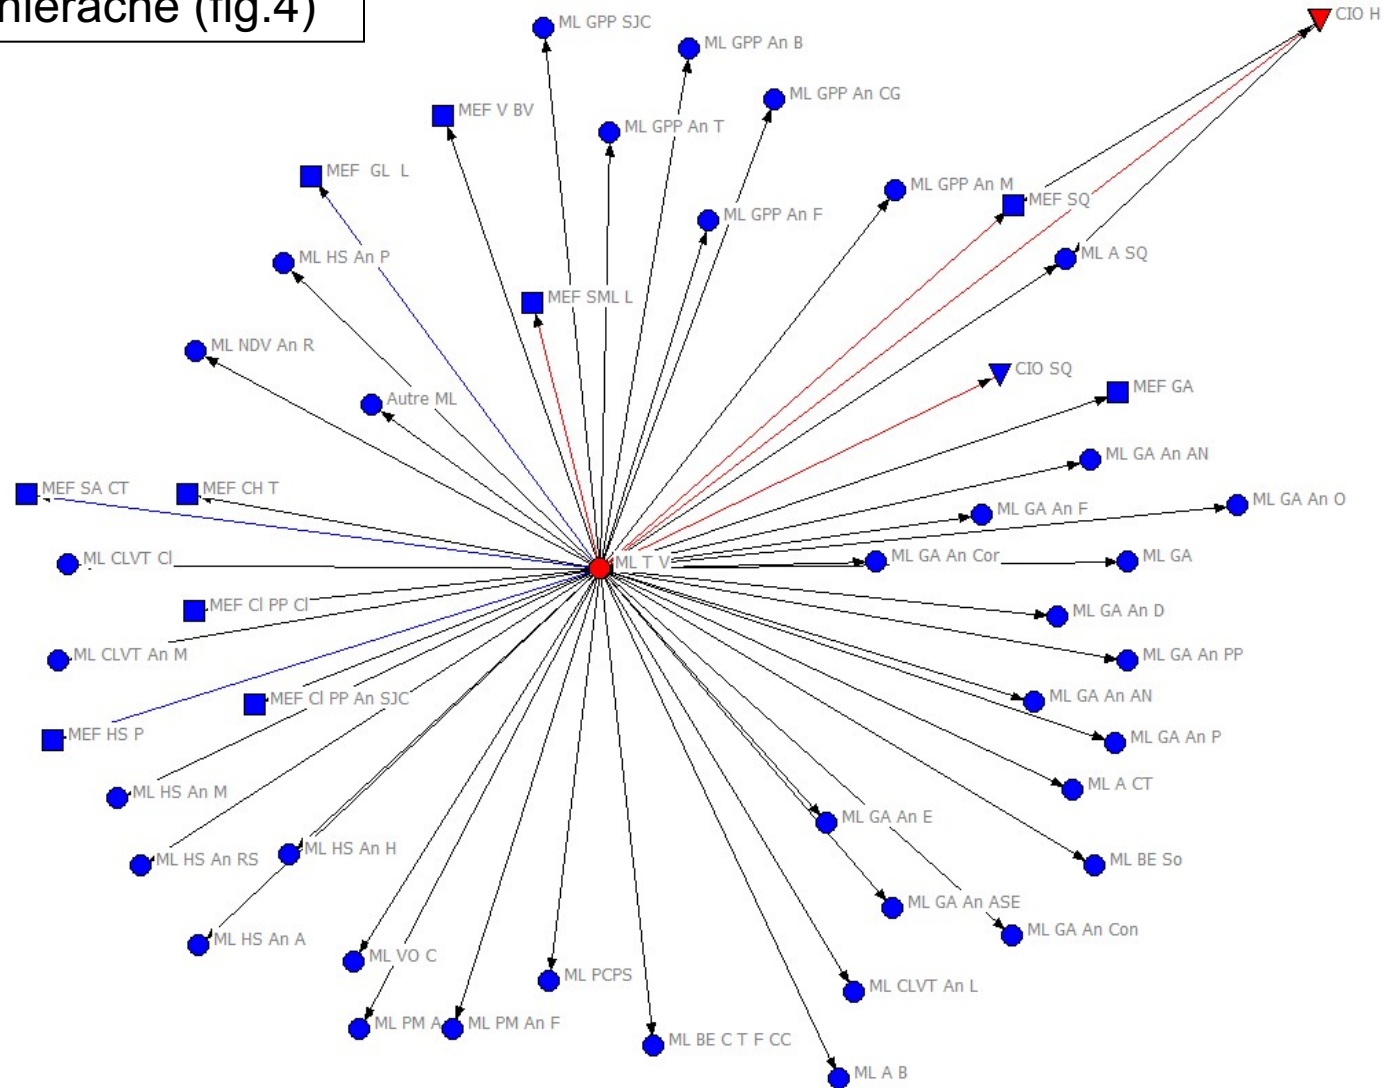 hiérache (fig.4)
CIO H
ML GPP SJC
ML GPP An B
ML GPP An CG
MEF V BV
ML GPP An T
MEF GL L
ML GPP An M
MEF SQ
ML GPP An F
ML HS An P
ML A SQ
MEF SML L
ML NDV An R
CIO SQ
MEF GA
Autre ML
ML GA An AN
MEF SA CT
MEF CH T
ML GA An O
ML GA An F
ML CLVT Cl
ML T V
ML GA An Cor
ML GA
MEF Cl PP Cl
ML GA An D
ML CLVT An M
ML GA An PP
MEF Cl PP An SJC
ML GA An AN
MEF HS P
ML GA An P
ML HS An M
ML A CT
ML GA An E
ML HS An H
ML HS An RS
ML BE So
ML GA An ASE
ML HS An A
ML GA An Con
ML VO C
ML PCPS
ML CLVT An L
ML PM A
ML PM An F
ML BE C T F CC
ML A B